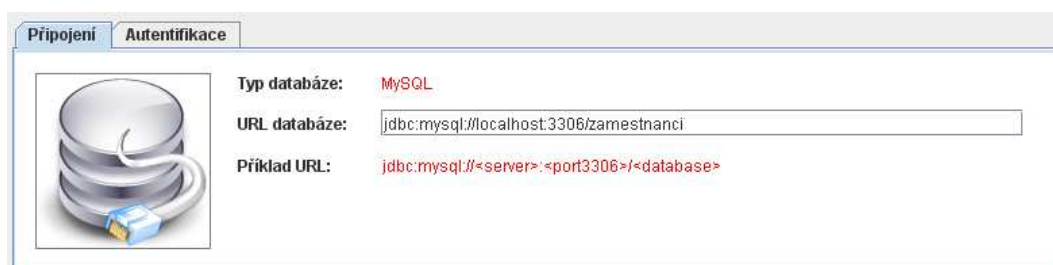 Připojení Autentifikace
Typ databáze: MySQL
URL databáze: jdbc:mysql://localhost:3306/zamestnanci
Příklad URL: jdbc:mysql://<server>:<port3306>/<database>